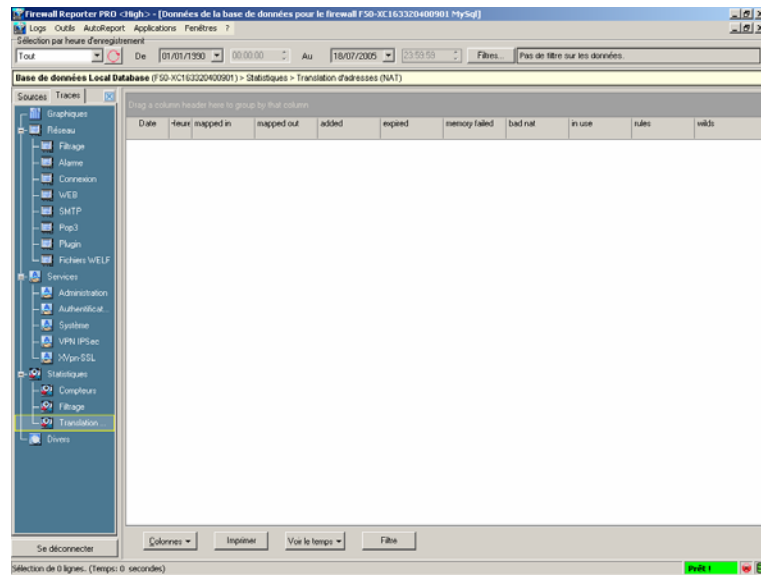 Firewall Reporter PRO <High> - [Données de la base de données pour le firewall F50-XC163320400901 MySql]
Logs Outils AutoReport Applications Fenêtres ?
Sélection par heure d'enregistrement
Tout De 01/01/1990 00:00:00 Au 18/07/2005 23:59:59 Filtres... Pas de filtre sur les données.
Base de données Local Database (F50-XC163320400901) > Statistiques > Translation d'adresses (NAT)
Sources Traces
Drag a column header here to group by that column
Date Heure mapped in mapped out added expired memory failed bad nat in use rules wilds
Graphiques
Réseau
Filtrage
Alarme
Connexion
WEB
SMTP
Pop3
Plugin
Fichiers WELF
Services
Administration
Authentificat...
Système
VPN IPSec
XVpn-SSL
Statistiques
Compteurs
Filtrage
Translation ...
Divers
Se déconnecter
Colonnes Imprimer Voir le temps Filtre
Sélection de 0 lignes. (Temps: 0 secondes) Prêt !